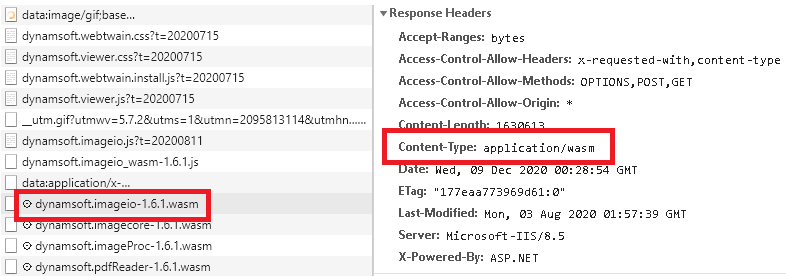 data:image/gif;base...
dynamsoft.webtwain.css?t=20200715
dynamsoft.viewer.css?t=20200715
dynamsoft.webtwain.install.js?t=20200715
dynamsoft.viewer.js?t=20200715
__utm.gif?utmwv=5.7.2&utms=1&utmn=2095813114&utmhn...
dynamsoft.imageio.js?t=20200811
dynamsoft.imageio_wasm-1.6.1.js
data:application/x-...
dynamsoft.imageio-1.6.1.wasm
dynamsoft.imagecore-1.6.1.wasm
dynamsoft.imageProc-1.6.1.wasm
dynamsoft.pdfReader-1.6.1.wasm
Response Headers
Accept-Ranges: bytes
Access-Control-Allow-Headers: x-requested-with,content-type
Access-Control-Allow-Methods: OPTIONS,POST,GET
Access-Control-Allow-Origin: *
Content-Length: 1630613
Content-Type: application/wasm
Date: Wed, 09 Dec 2020 00:28:54 GMT
ETag: "177eaa773969d61:0"
Last-Modified: Mon, 03 Aug 2020 01:57:39 GMT
Server: Microsoft-IIS/8.5
X-Powered-By: ASP.NET